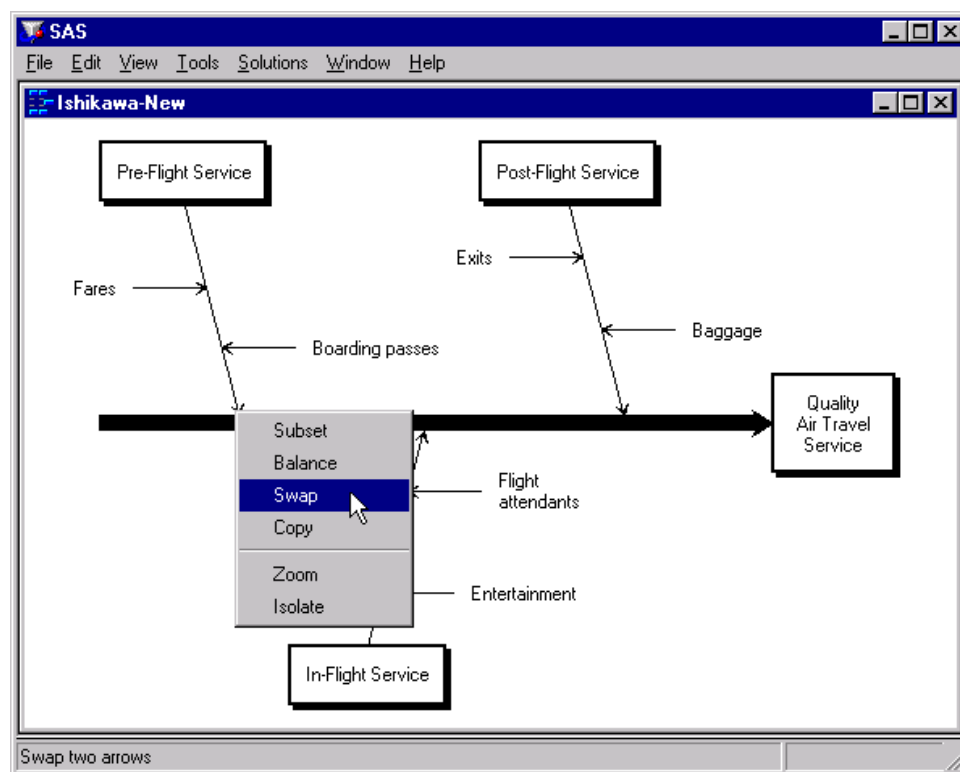 SAS
File Edit View Tools Solutions Window Help
Ishikawa-New
Pre-Flight Service
Post-Flight Service
Exits
Fares
Baggage
Boarding passes
Quality
Air Travel
Service
Subset
Balance
Swap
Copy
Zoom
Isolate
Flight
attendants
Entertainment
In-Flight Service
Swap two arrows